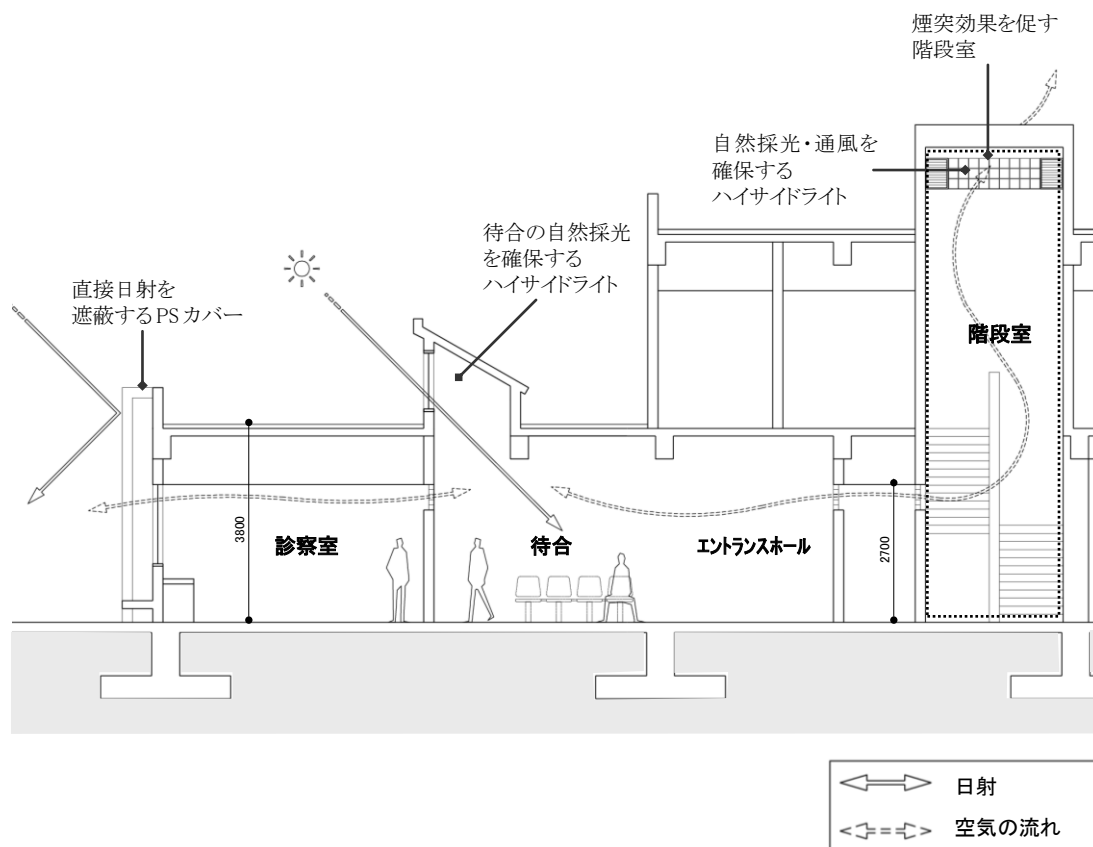 煙突効果を促す
階段室
自然採光・通風を
確保する
ハイサイドライト
待合の自然採光
を確保する
ハイサイドライト
直接日射を
遮蔽するPSカバー
階段室
3800
診察室
待合
エントランスホール
2700
日射
空気の流れ